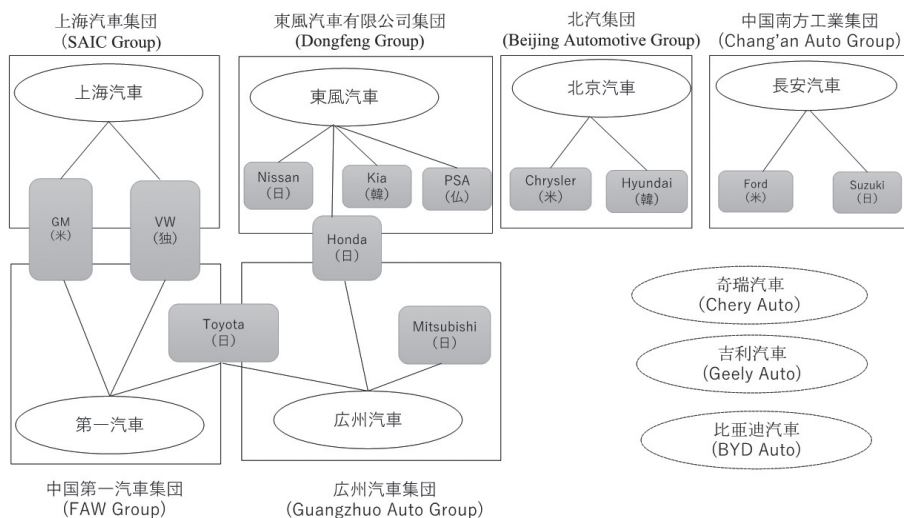 上海汽車集団
(SAIC Group)
上海汽車
GM
(米)
VW
(独)
東風汽車有限公司集団
(Dongfeng Group)
東風汽車
Nissan
(日)
Kia
(韓)
PSA
(仏)
Honda
(日)
北汽集団
(Beijing Automotive Group)
北京汽車
Chrysler
(米)
Hyundai
(韓)
中国南方工業集団
(Chang'an Auto Group)
長安汽車
Ford
(米)
Suzuki
(日)
Toyota
(日)
Mitsubishi
(日)
第一汽車
中国第一汽車集団
(FAW Group)
広州汽車
広州汽車集団
(Guangzhuo Auto Group)
奇瑞汽車
(Chery Auto)
吉利汽車
(Geely Auto)
比亜迪汽車
(BYD Auto)